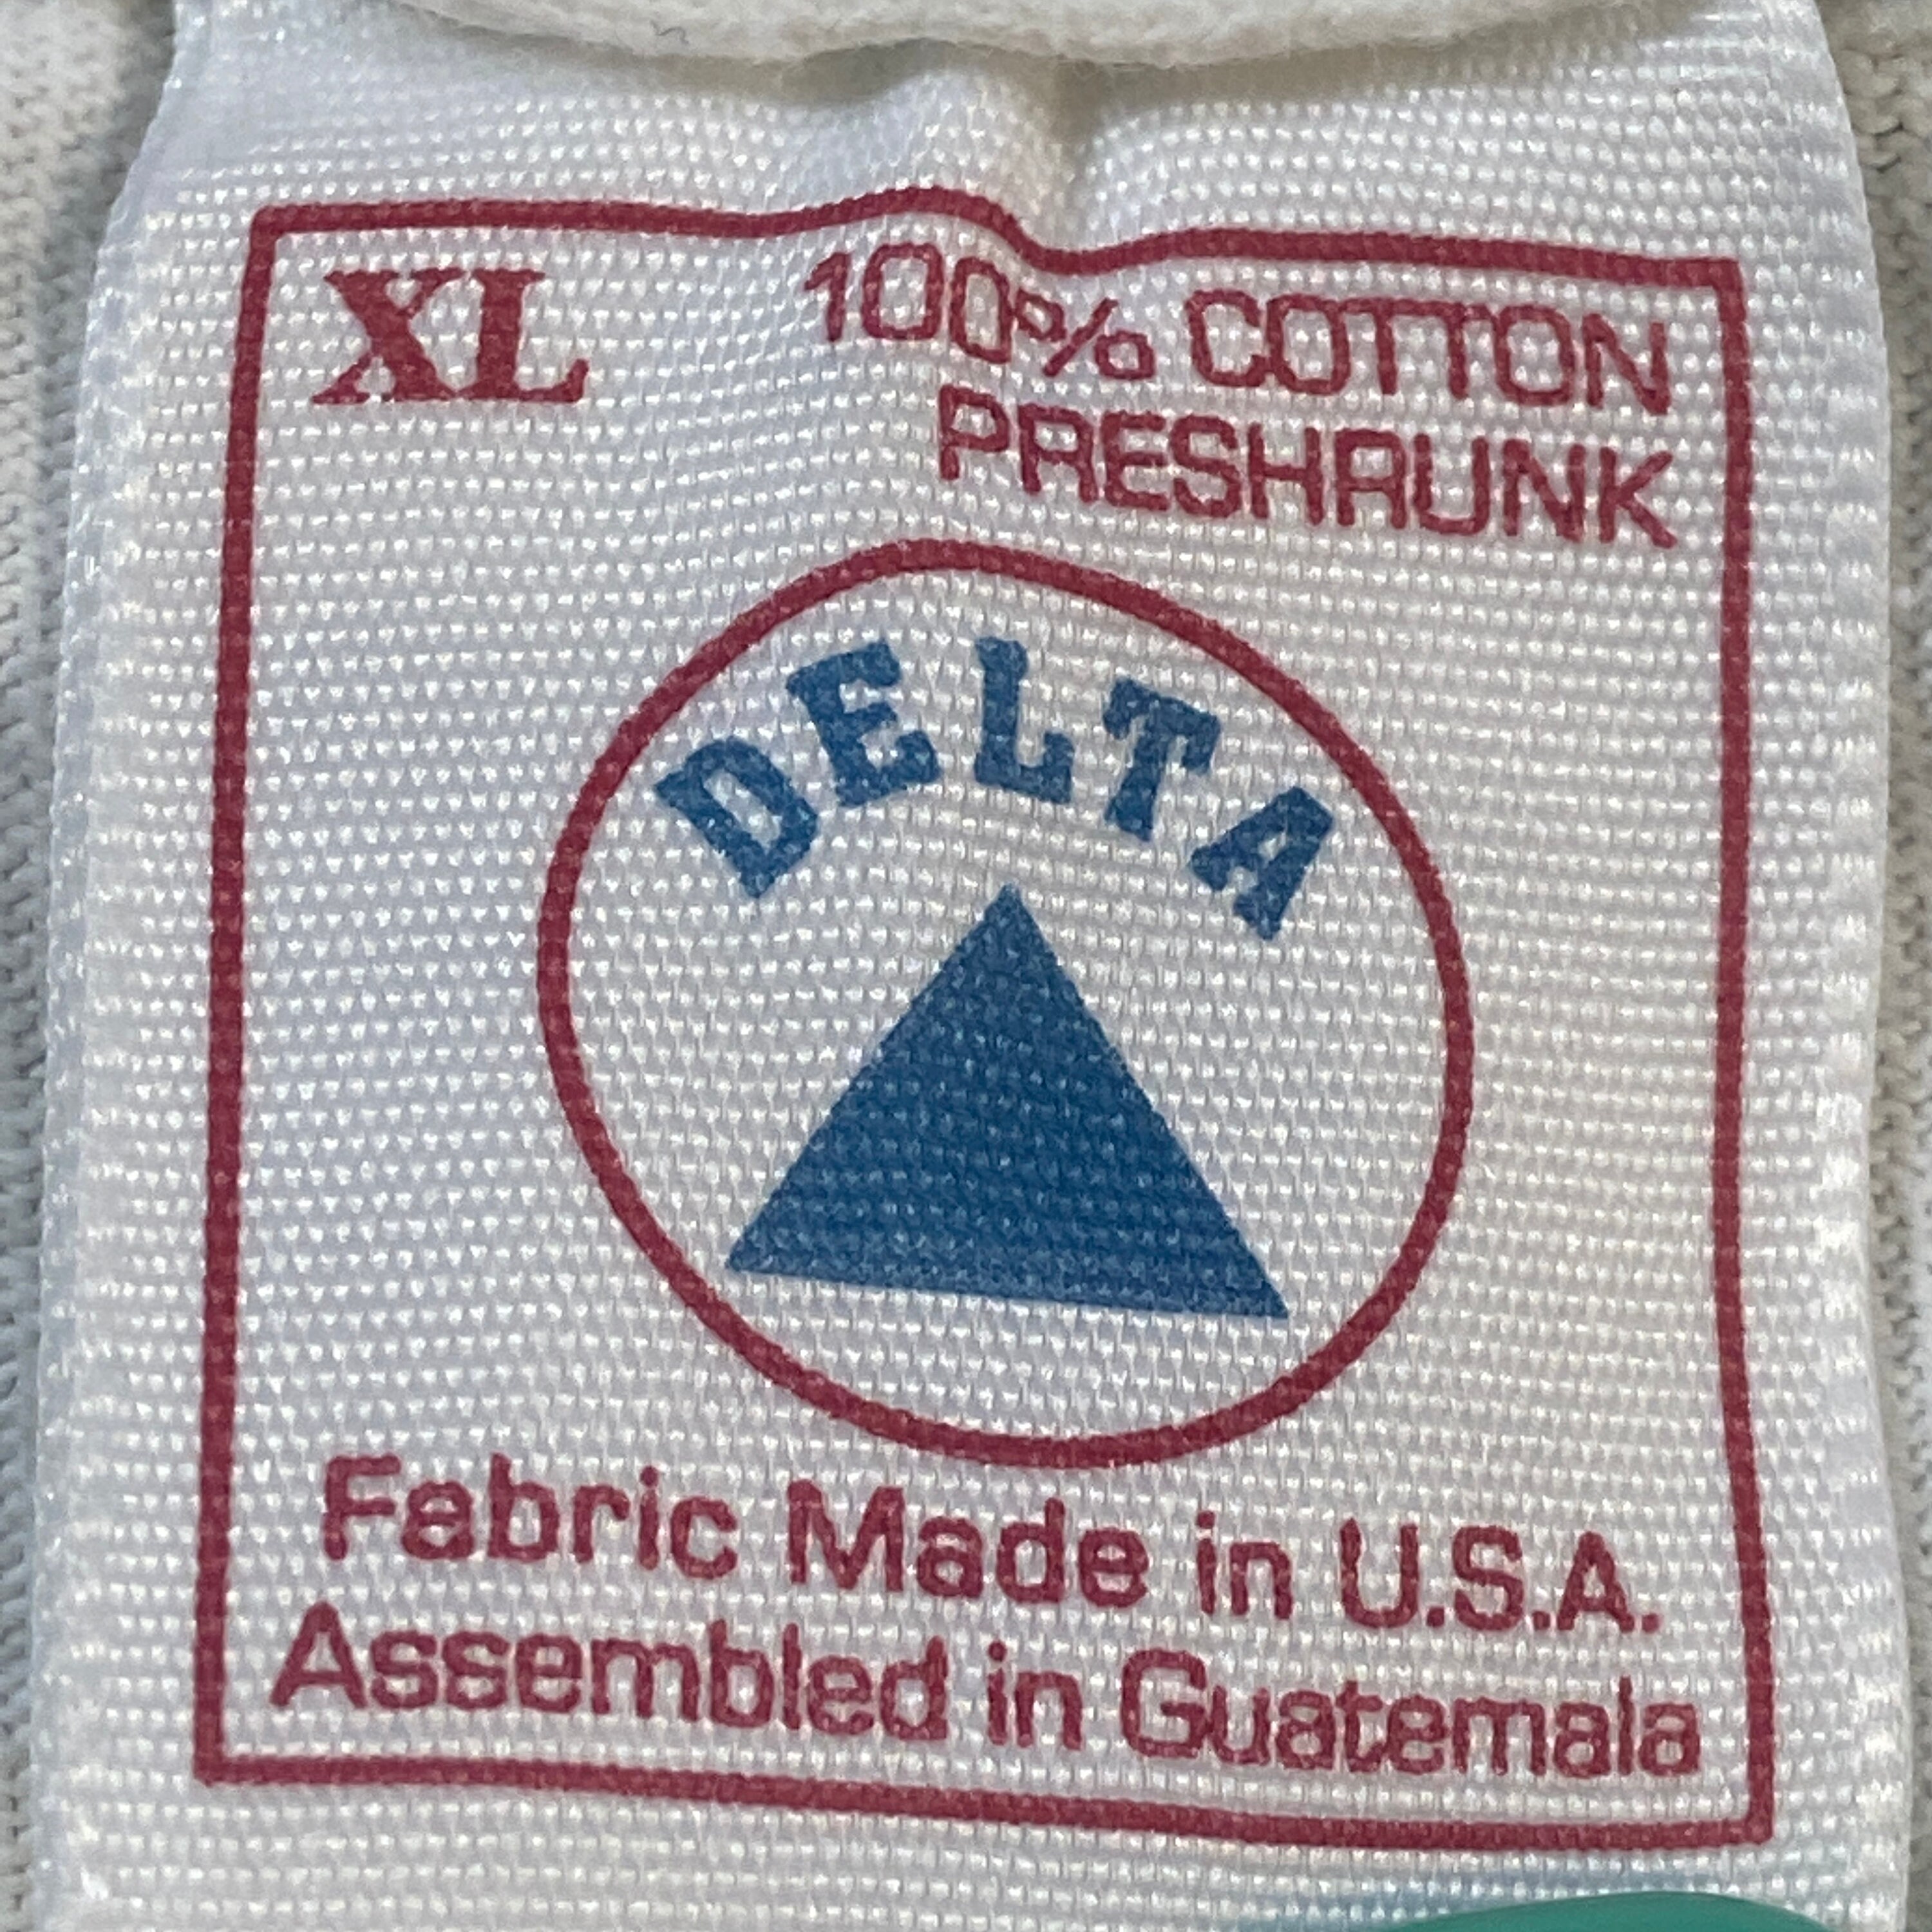 XL
100% COTTON
PRESHRUNK
DELTA
Fabric Made in U.S.A.
Assembled in Guatemala